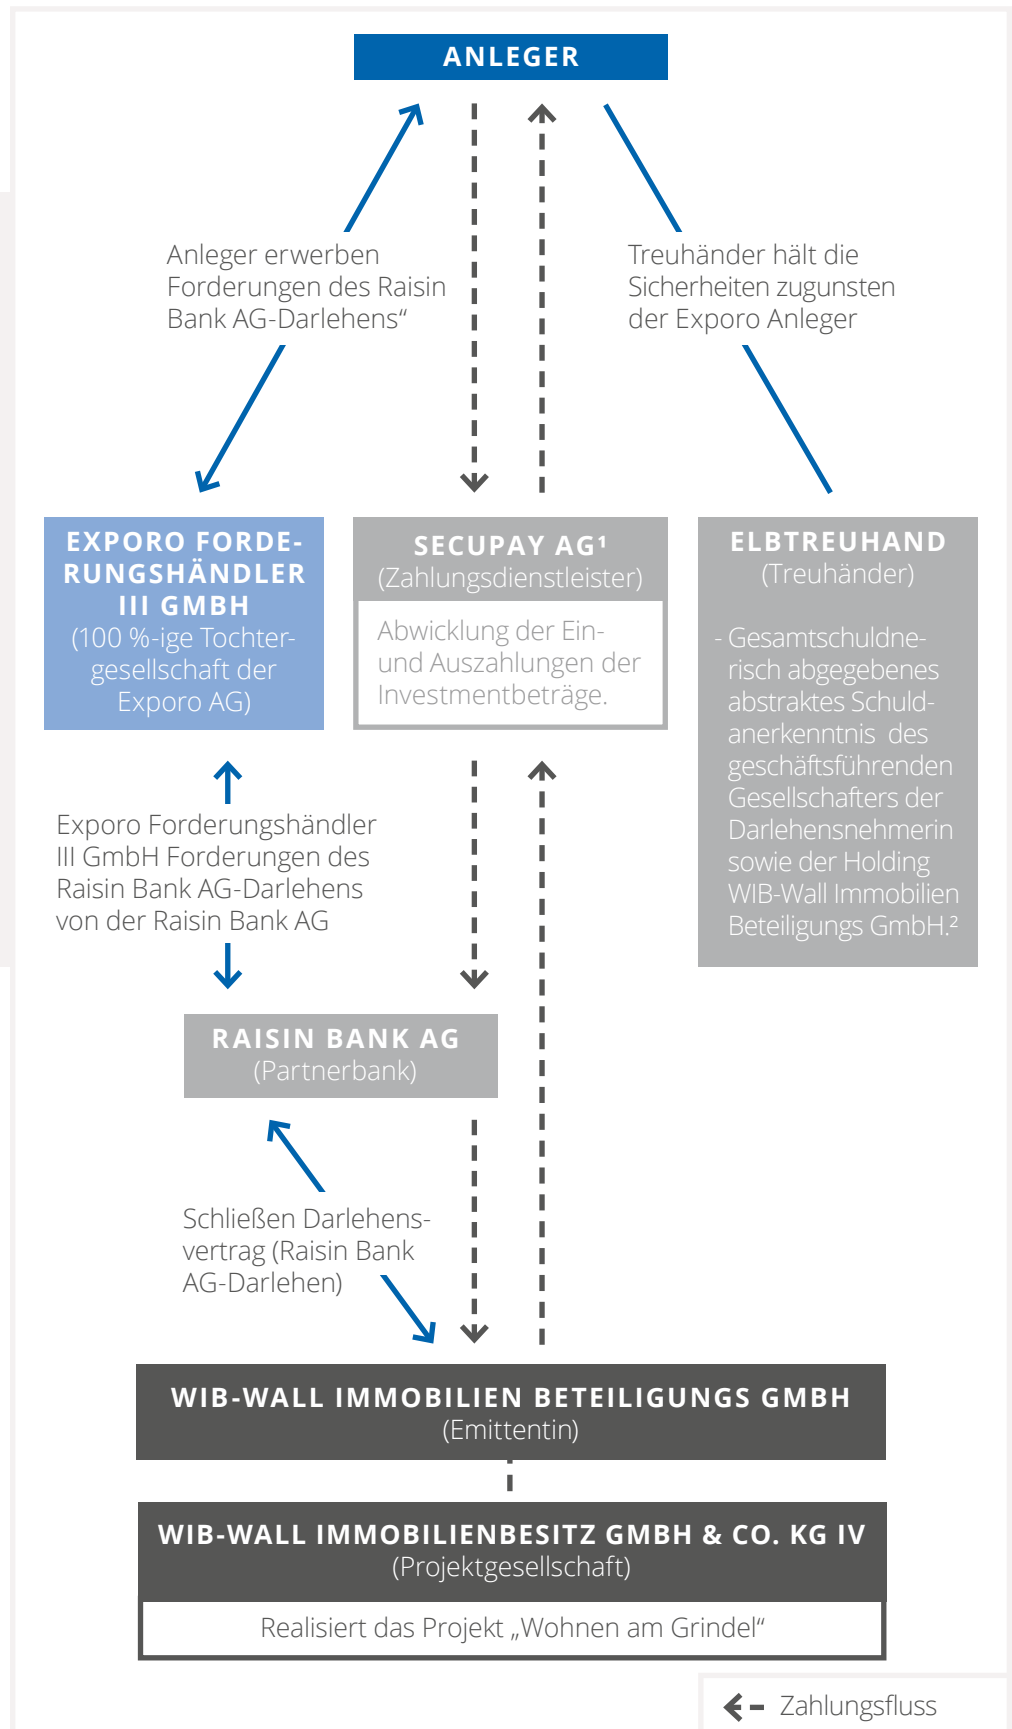 ANLEGER
Anleger erwerben
Forderungen des Raisin
Bank AG-Darlehens“
Treuhänder hält die
Sicherheiten zugunsten
der Exporo Anleger
EXPORO FORDE-
RUNGSHÄNDLER
III GMBH
(100 %-ige Tochter-
gesellschaft der
Exporo AG)
SECUPAY AG¹
(Zahlungsdienstleister)
Abwicklung der Ein-
und Auszahlungen der
Investmentbeträge.
ELBTREUHAND
(Treuhänder)
- Gesamtschuldne-
risch abgegebenes
abstraktes Schuld-
anerkenntnis des
geschäftsführenden
Gesellschafters der
Darlehensnehmerin
sowie der Holding
WIB-Wall Immobilien
Beteiligungs GmbH.²
Exporo Forderungshändler
III GmbH Forderungen des
Raisin Bank AG-Darlehens
von der Raisin Bank AG
RAISIN BANK AG
(Partnerbank)
Schließen Darlehens-
vertrag (Raisin Bank
AG-Darlehen)
WIB-WALL IMMOBILIEN BETEILIGUNGS GMBH
(Emittentin)
WIB-WALL IMMOBILIENBESITZ GMBH & CO. KG IV
(Projektgesellschaft)
Realisiert das Projekt „Wohnen am Grindel“
Zahlungsfluss